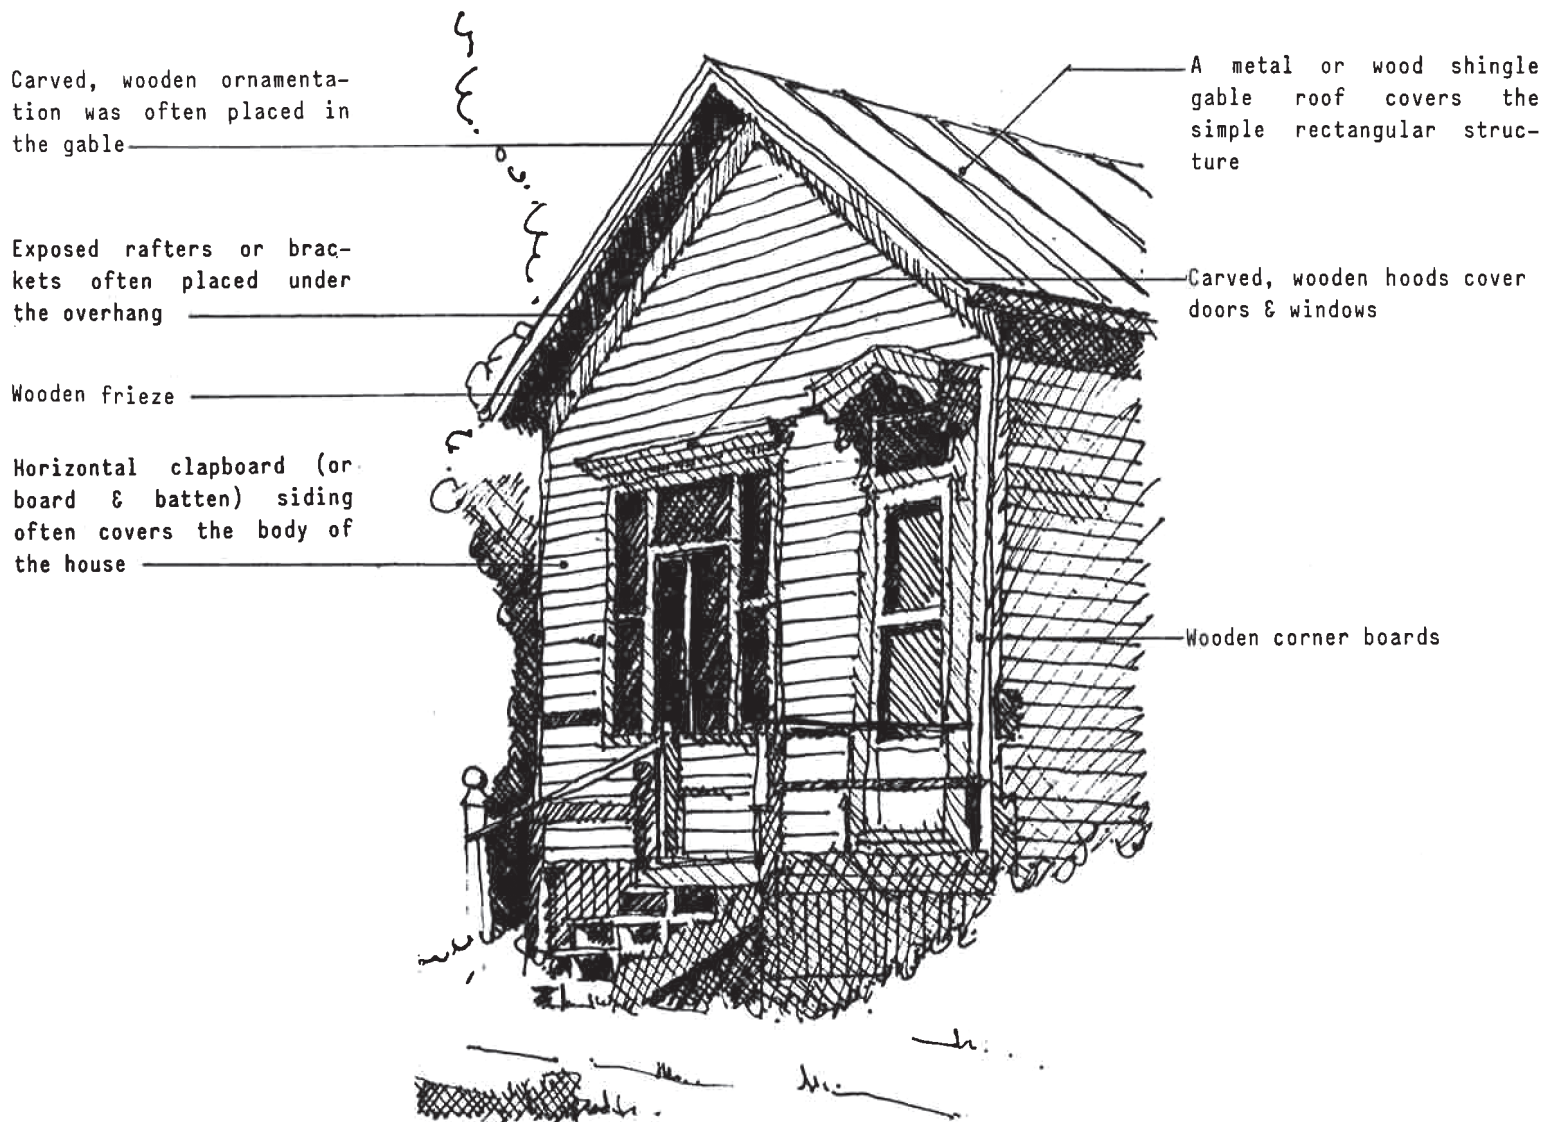 Carved, wooden ornamenta-
tion was often placed in
the gable
Exposed rafters or brac-
kets often placed under
the overhang
Wooden frieze
Horizontal clapboard (or
board & batten) siding
often covers the body of
the house
A metal or wood shingle
gable roof covers the
simple rectangular struc-
ture
Carved, wooden hoods cover
doors & windows
Wooden corner boards